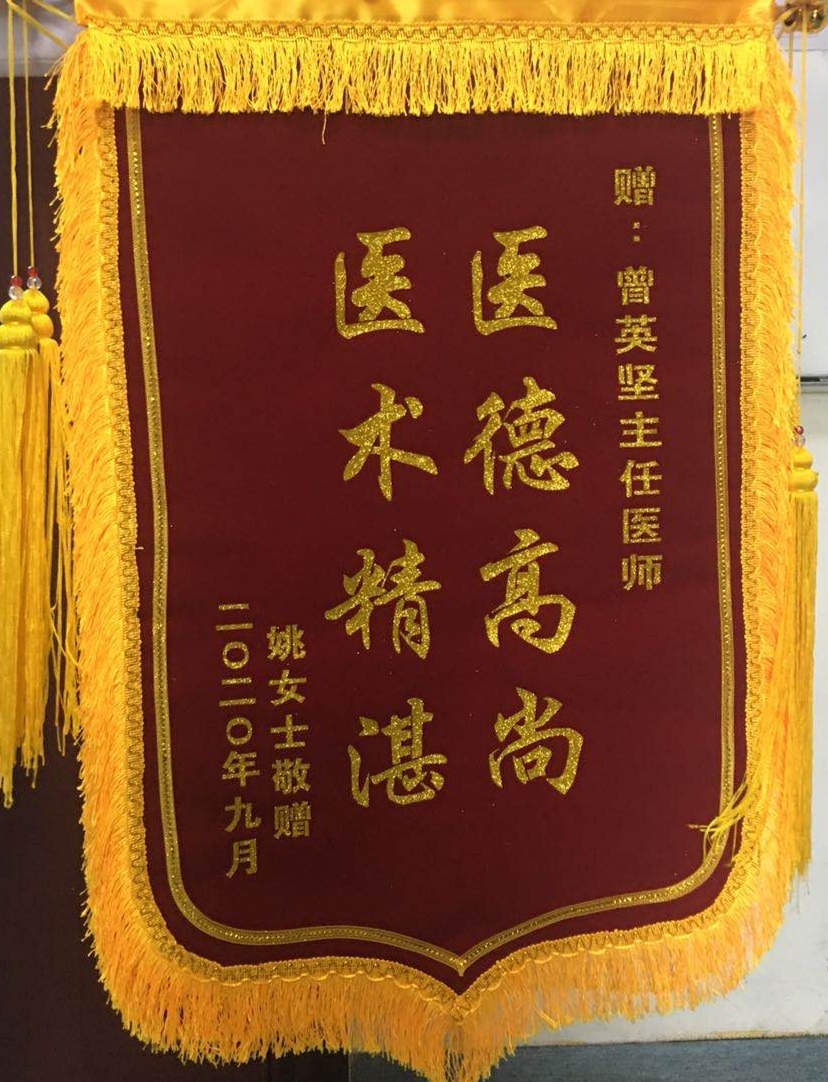 赠：曾英坚主任医师
医德高尚
医术精湛
姚女士敬赠
二〇二〇年九月